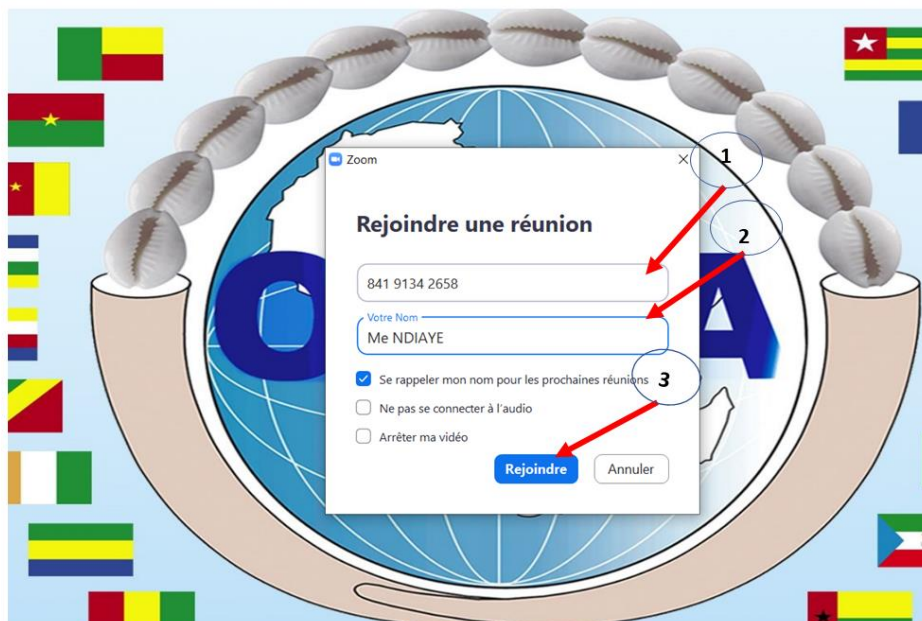 Zoom
1
Rejoindre une réunion
2
841 9134 2658
Votre Nom
Me NDIAYE
Se rappeler mon nom pour les prochaines réunions
3
Ne pas se connecter à l'audio
Arrêter ma vidéo
Rejoindre
Annuler
O
A